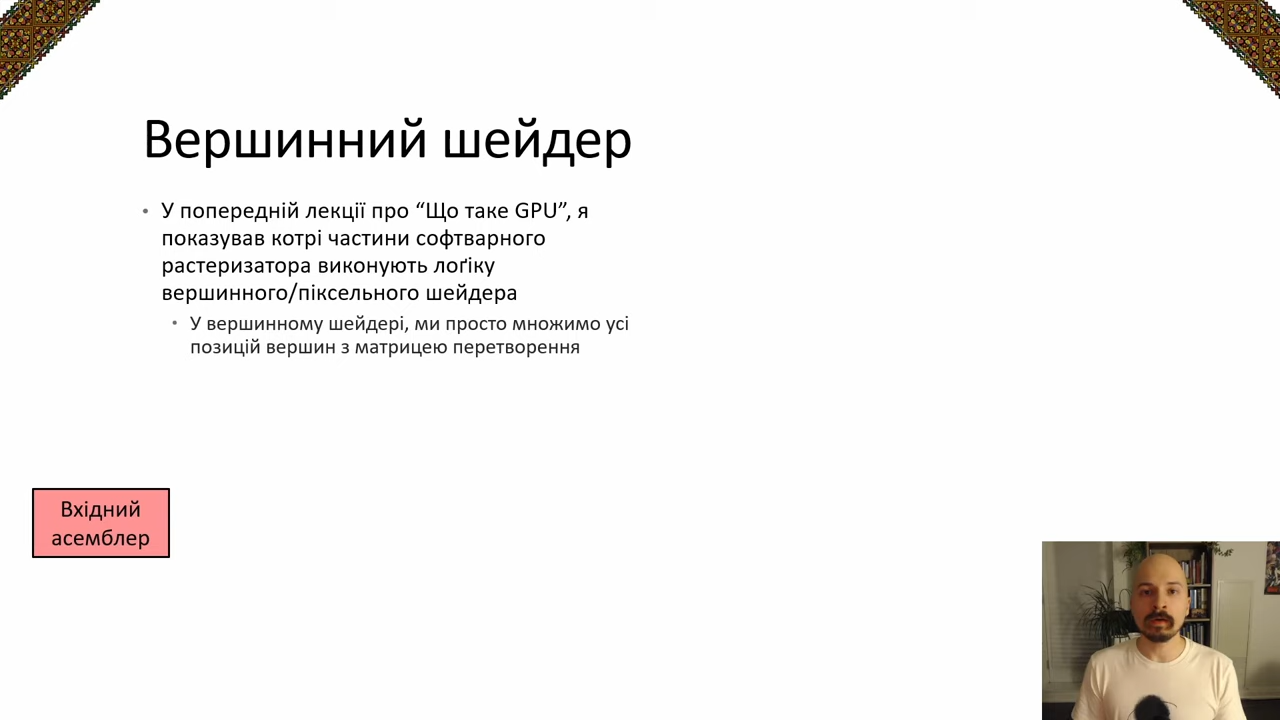 Вершинний шейдер
• У попередній лекції про “Що таке GPU”, я
показував котрі частини софтварного
растеризатора виконують лоґіку
вершинного/піксельного шейдера
• У вершинному шейдері, ми просто множимо усі
позицій вершин з матрицею перетворення
Вхідний
асемблер